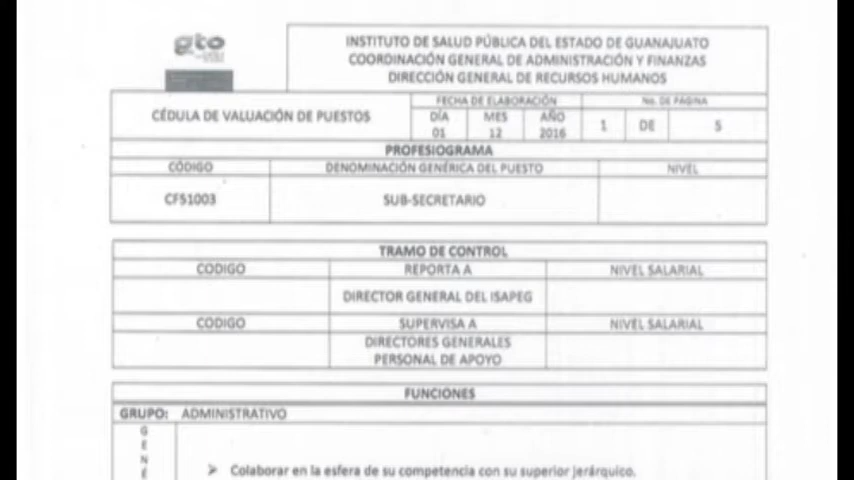 gto
INSTITUTO DE SALUD PÚBLICA DEL ESTADO DE GUANAJUATO
COORDINACIÓN GENERAL DE ADMINISTRACIÓN Y FINANZAS
DIRECCIÓN GENERAL DE RECURSOS HUMANOS
CÉDULA DE VALUACIÓN DE PUESTOS
FECHA DE ELABORACIÓN No. DE PÁGINA
DÍA MES AÑO
01 12 2016 1 DE 5
PROFESIOGRAMA
CÓDIGO DENOMINACIÓN GENÉRICA DEL PUESTO NIVEL
CF51003 SUB-SECRETARIO
TRAMO DE CONTROL
CODIGO REPORTA A NIVEL SALARIAL
DIRECTOR GENERAL DEL ISAPEG
CODIGO SUPERVISA A NIVEL SALARIAL
DIRECTORES GENERALES
PERSONAL DE APOYO
FUNCIONES
GRUPO: ADMINISTRATIVO
G
E
N
É
➢ Colaborar en la esfera de su competencia con su superior jerárquico.